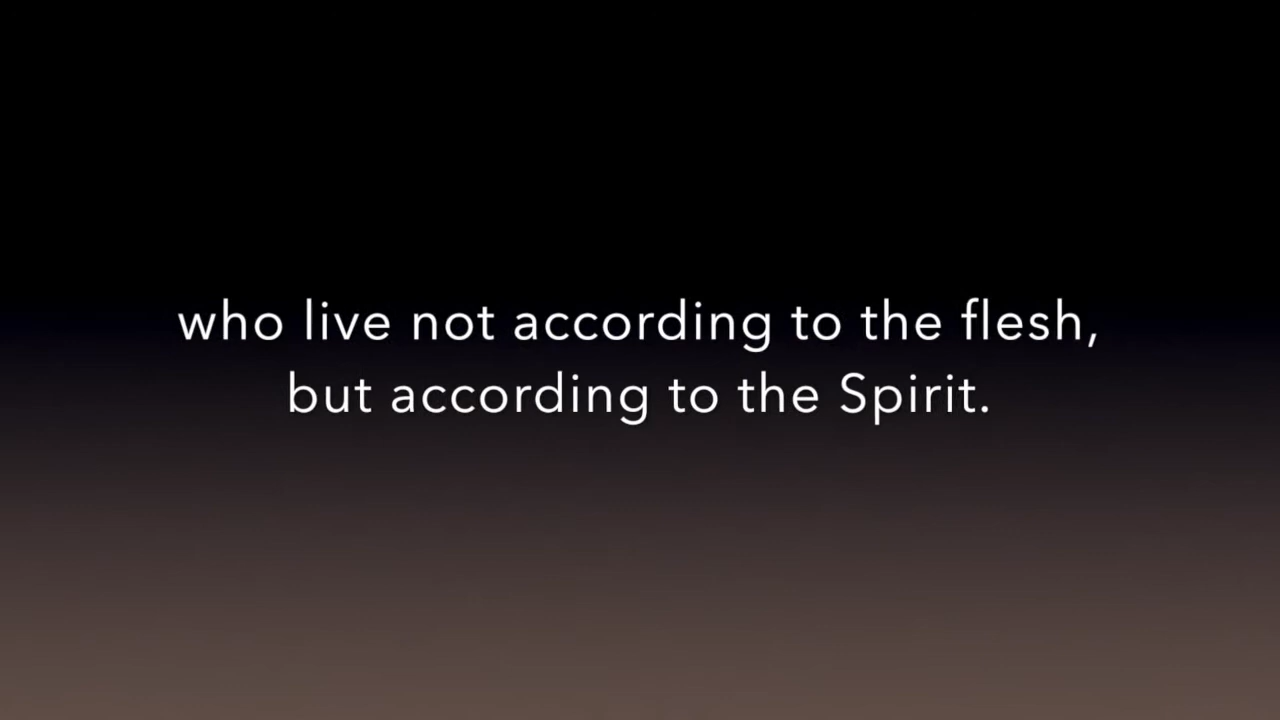 who live not according to the flesh,
but according to the Spirit.